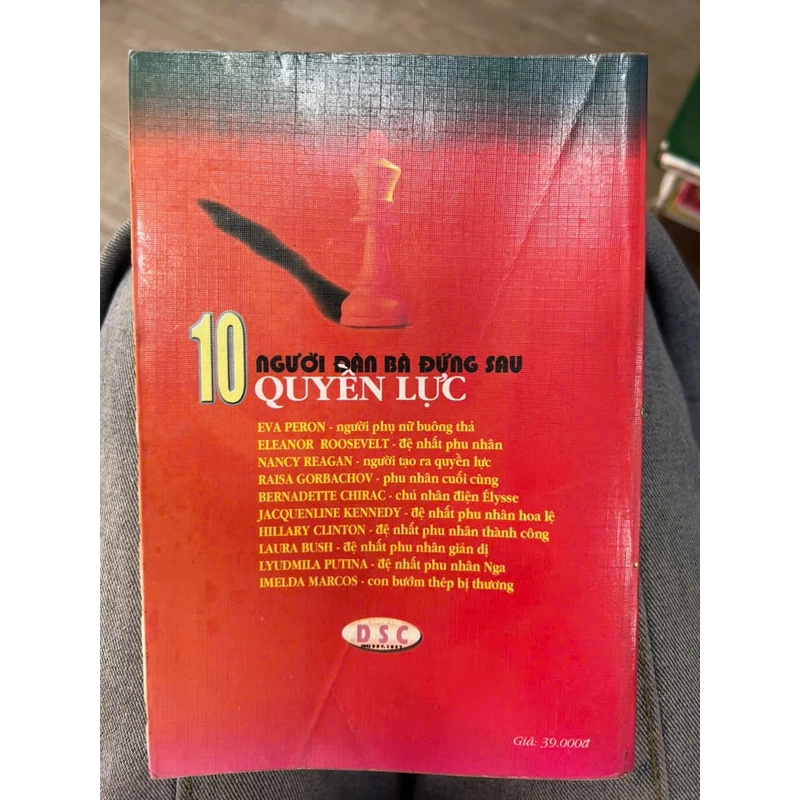 10 NGƯỜI ĐÀN BÀ ĐỨNG SAU
QUYỀN LỰC
EVA PERON - người phụ nữ buông thả
ELEANOR ROOSEVELT - đệ nhất phu nhân
NANCY REAGAN - người tạo ra quyền lực
RAISA GORBACHOV - phu nhân cuối cùng
BERNADETTE CHIRAC - chủ nhân điện Élysse
JACQUENLINE KENNEDY - đệ nhất phu nhân hoa lệ
HILLARY CLINTON - đệ nhất phu nhân thành công
LAURA BUSH - đệ nhất phu nhân giản dị
LYUDMILA PUTINA - đệ nhất phu nhân Nga
IMELDA MARCOS - con bướm thép bị thương
DSC
Giá: 39.000đ